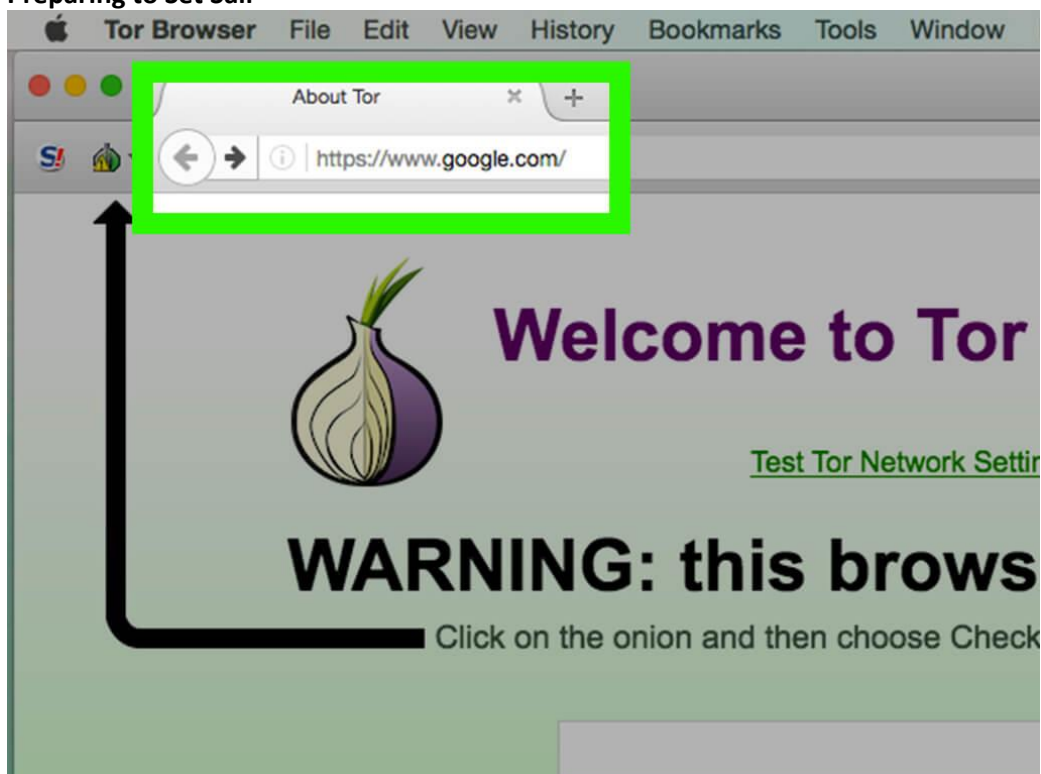 Preparing to Set Sail
Tor Browser File Edit View History Bookmarks Tools Window
About Tor
S!
https://www.google.com/
Welcome to Tor
Test Tor Network Settin
WARNING: this brows
Click on the onion and then choose Check